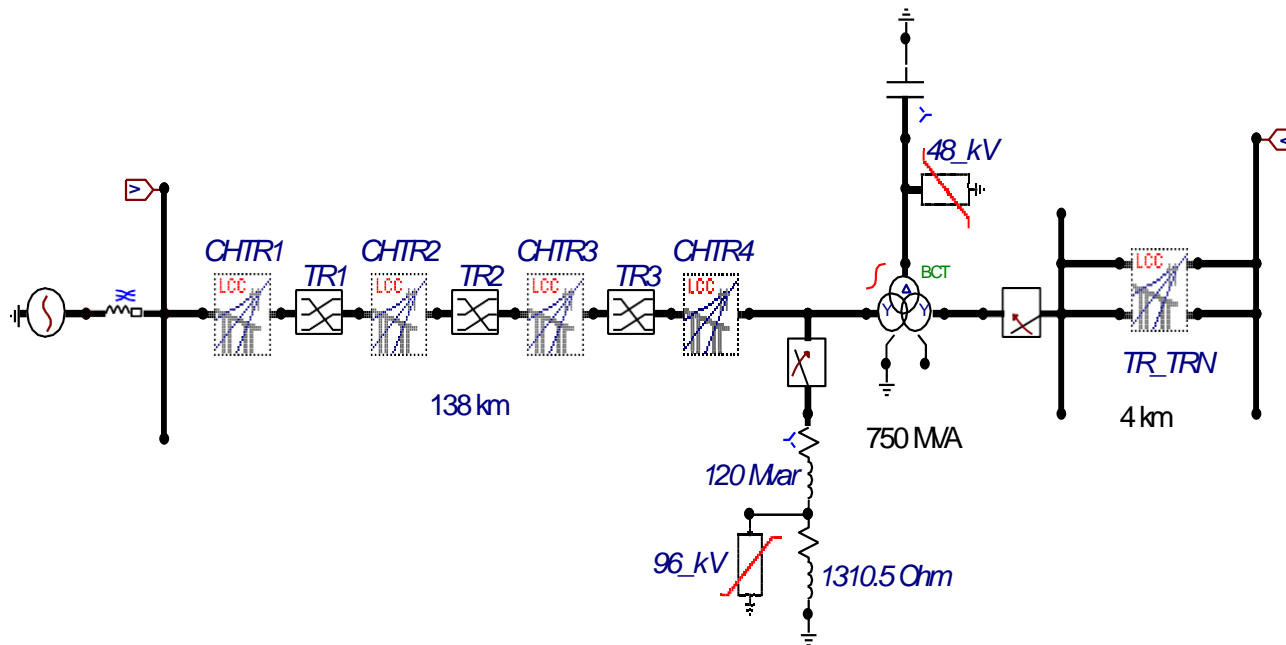 48_kV
CHTR1
CHTR2
CHTR3
CHTR4
TR1
TR2
TR3
LCC
LCC
LCC
LCC
LCC
BCT
Y
Y
Δ
V
V
TR_TRN
138 km
750 MVA
4 km
120 Mvar
96_kV
1310.5 Ohm